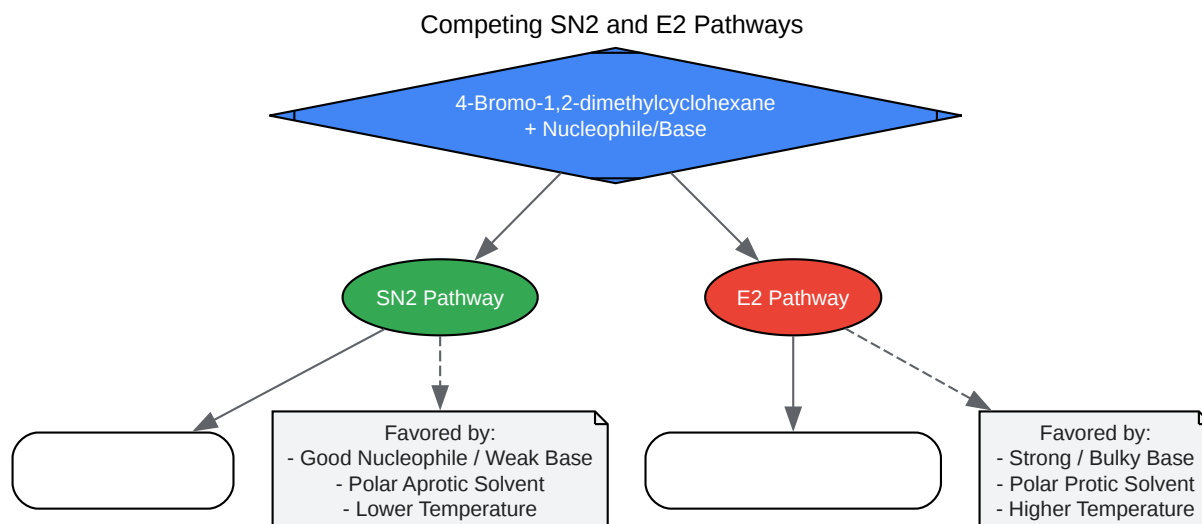 Competing SN2 and E2 Pathways
4-Bromo-1,2-dimethylcyclohexane
+ Nucleophile/Base
SN2 Pathway
E2 Pathway
Favored by:
- Good Nucleophile / Weak Base
- Polar Aprotic Solvent
- Lower Temperature
Favored by:
- Strong / Bulky Base
- Polar Protic Solvent
- Higher Temperature